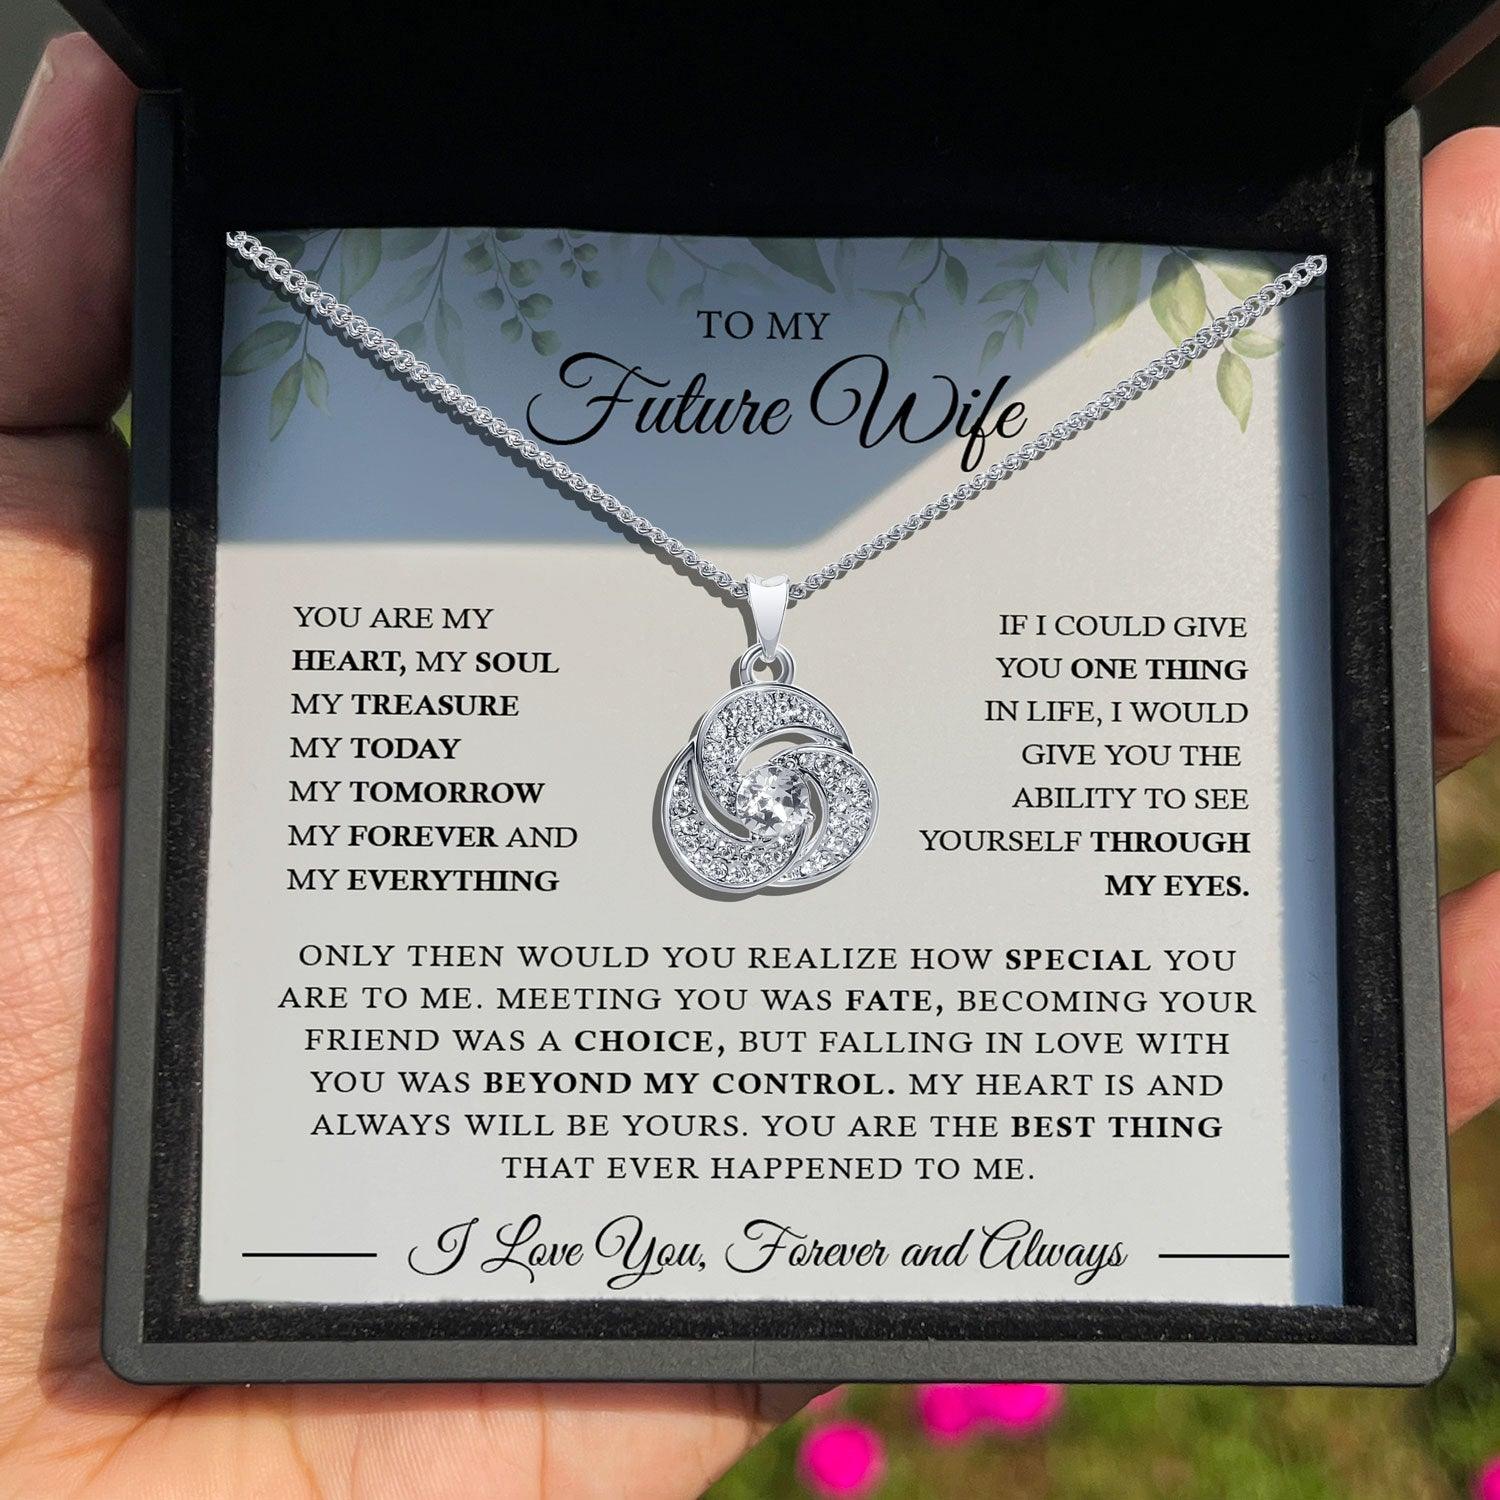 TO MY
Future Wife
YOU ARE MY
HEART, MY SOUL
MY TREASURE
MY TODAY
MY TOMORROW
MY FOREVER AND
MY EVERYTHING
IF I COULD GIVE
YOU ONE THING
IN LIFE, I WOULD
GIVE YOU THE
ABILITY TO SEE
YOURSELF THROUGH
MY EYES.
ONLY THEN WOULD YOU REALIZE HOW SPECIAL YOU
ARE TO ME. MEETING YOU WAS FATE, BECOMING YOUR
FRIEND WAS A CHOICE, BUT FALLING IN LOVE WITH
YOU WAS BEYOND MY CONTROL. MY HEART IS AND
ALWAYS WILL BE YOURS. YOU ARE THE BEST THING
THAT EVER HAPPENED TO ME.
I Love You, Forever and Always